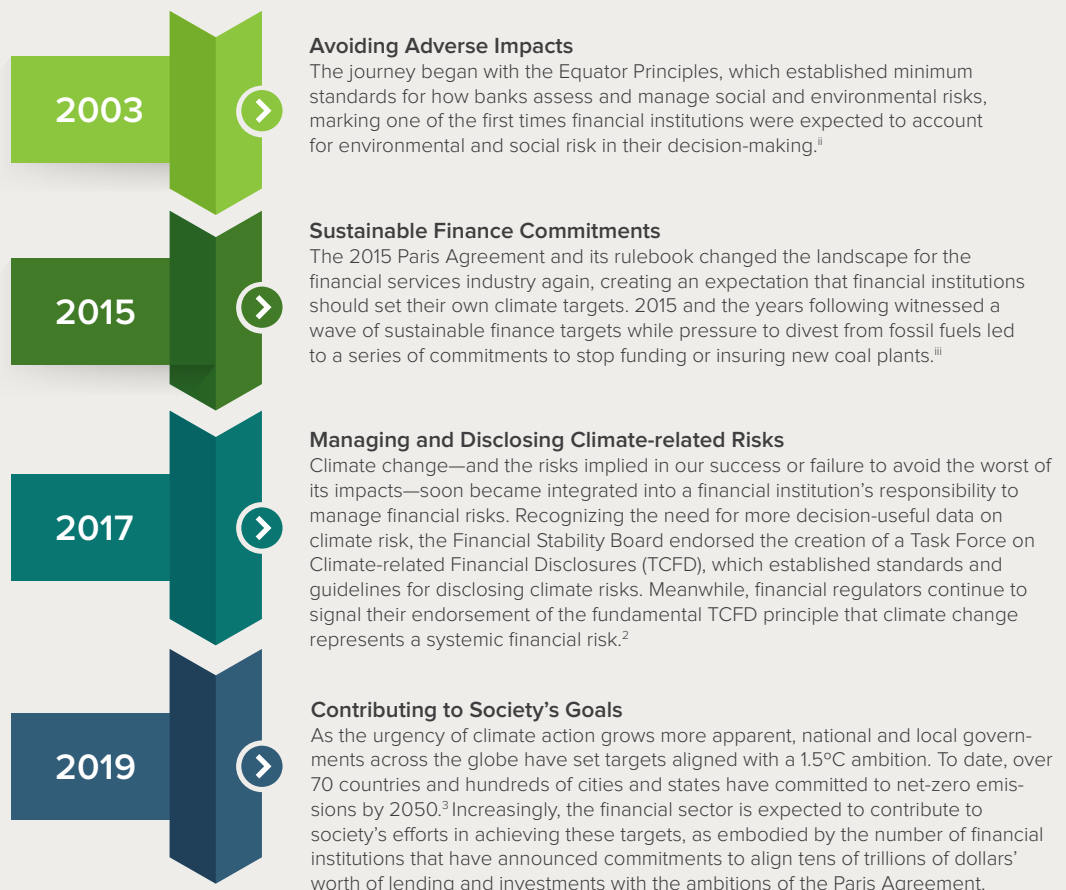 2003
Avoiding Adverse Impacts
The journey began with the Equator Principles, which established minimum
standards for how banks assess and manage social and environmental risks,
marking one of the first times financial institutions were expected to account
for environmental and social risk in their decision-making.ii
2015
Sustainable Finance Commitments
The 2015 Paris Agreement and its rulebook changed the landscape for the
financial services industry again, creating an expectation that financial institutions
should set their own climate targets. 2015 and the years following witnessed a
wave of sustainable finance targets while pressure to divest from fossil fuels led
to a series of commitments to stop funding or insuring new coal plants.iii
2017
Managing and Disclosing Climate-related Risks
Climate change—and the risks implied in our success or failure to avoid the worst of
its impacts—soon became integrated into a financial institution's responsibility to
manage financial risks. Recognizing the need for more decision-useful data on
climate risk, the Financial Stability Board endorsed the creation of a Task Force on
Climate-related Financial Disclosures (TCFD), which established standards and
guidelines for disclosing climate risks. Meanwhile, financial regulators continue to
signal their endorsement of the fundamental TCFD principle that climate change
represents a systemic financial risk.2
2019
Contributing to Society's Goals
As the urgency of climate action grows more apparent, national and local govern-
ments across the globe have set targets aligned with a 1.5ºC ambition. To date, over
70 countries and hundreds of cities and states have committed to net-zero emis-
sions by 2050.3 Increasingly, the financial sector is expected to contribute to
society's efforts in achieving these targets, as embodied by the number of financial
institutions that have announced commitments to align tens of trillions of dollars'
worth of lending and investments with the ambitions of the Paris Agreement.